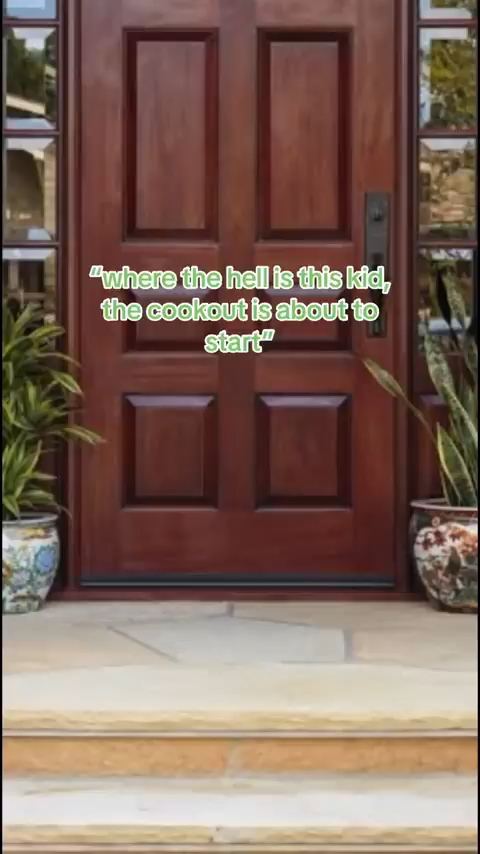 “where the hell is this kid,
the cookout is about to
start”